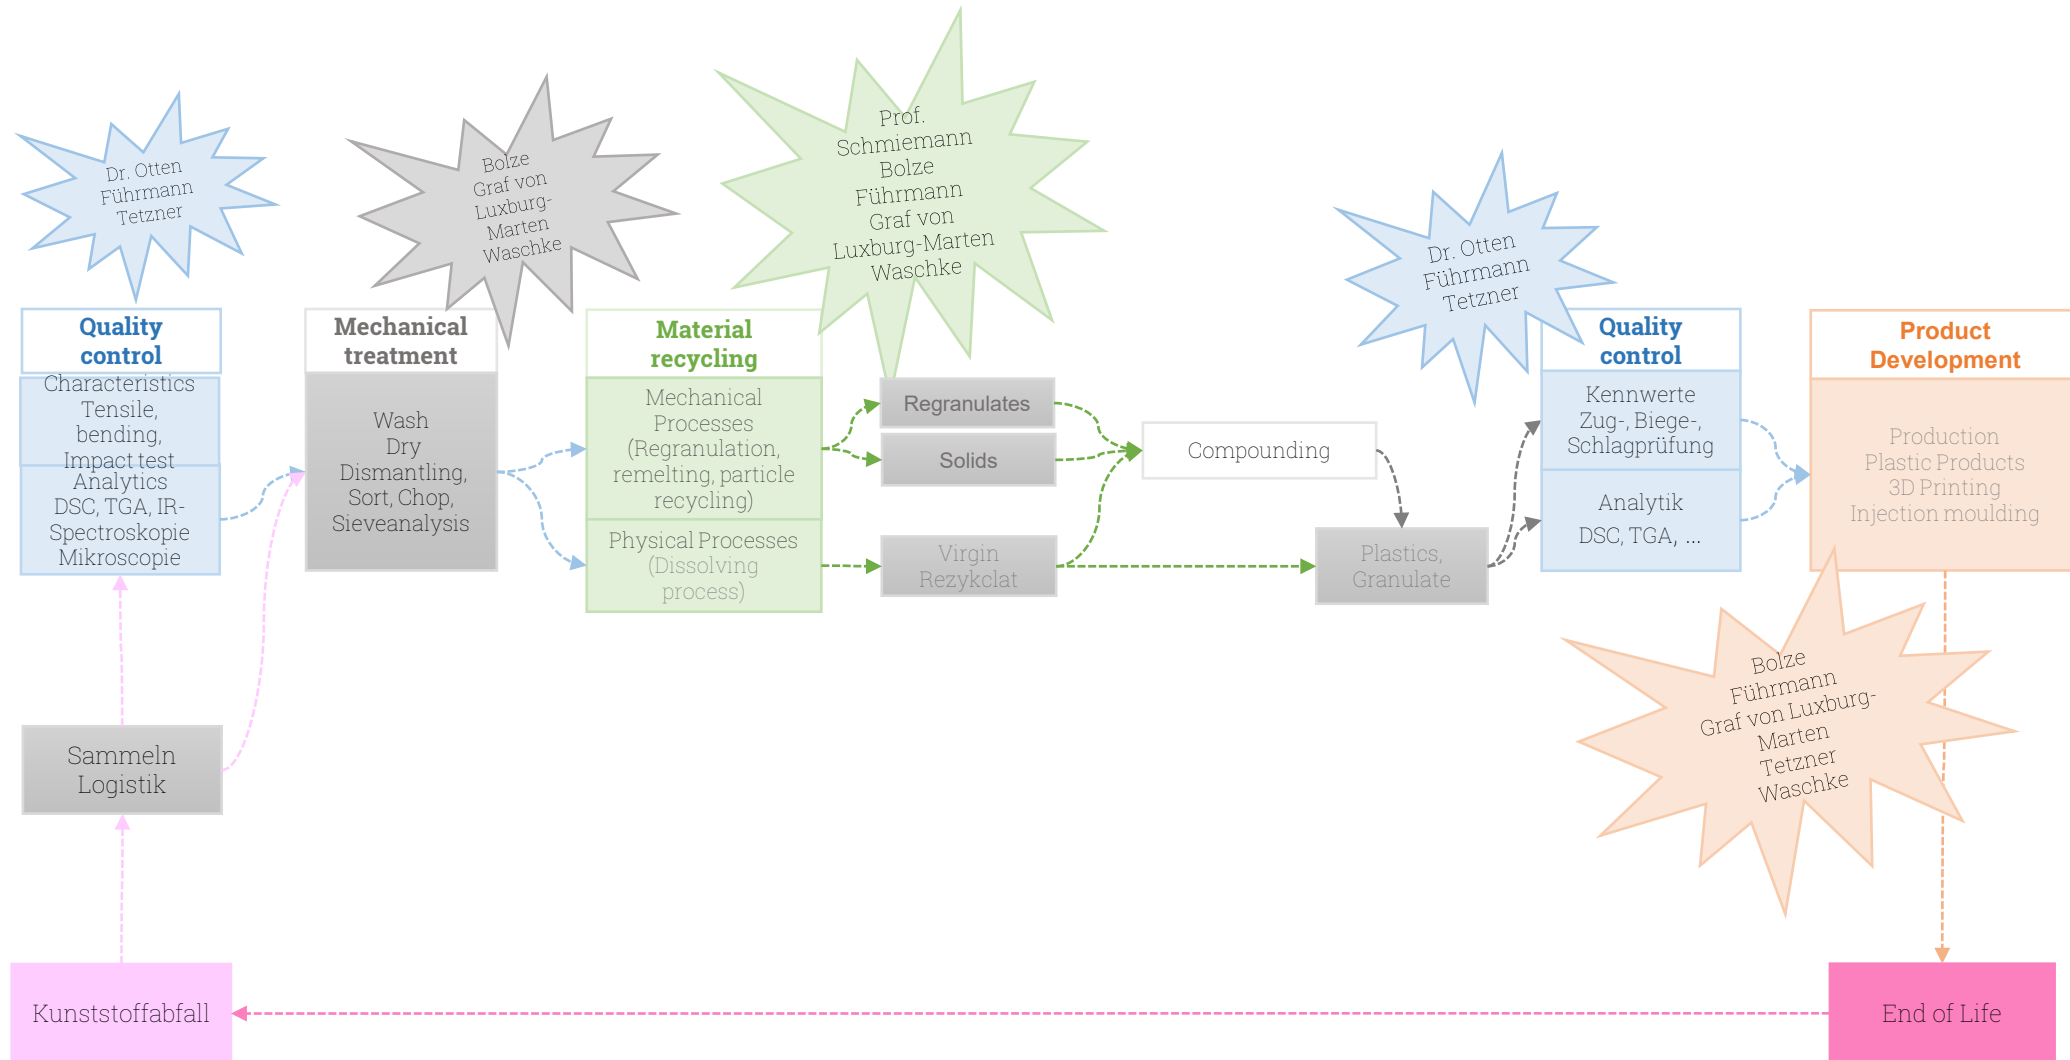 Dr. Otten
Führmann
Tetzner
Bolze
Graf von
Luxburg-
Marten
Waschke
Prof.
Schmiemann
Bolze
Führmann
Graf von
Luxburg-Marten
Waschke
Dr. Otten
Führmann
Tetzner
Quality
control
Characteristics
Tensile,
bending,
Impact test
Analytics
DSC, TGA, IR-
Spectroskopie
Mikroscopie
Mechanical
treatment
Wash
Dry
Dismantling,
Sort, Chop,
Sieveanalysis
Material
recycling
Mechanical
Processes
(Regranulation,
remelting, particle
recycling)
Physical Processes
(Dissolving
process)
Regranulates
Solids
Virgin
Rezykclat
Compounding
Plastics,
Granulate
Quality
control
Kennwerte
Zug-, Biege-,
Schlagprüfung
Analytik
DSC, TGA, ...
Product
Development
Production
Plastic Products
3D Printing
Injection moulding
Bolze
Führmann
Graf von Luxburg-
Marten
Tetzner
Waschke
Sammeln
Logistik
Kunststoffabfall
End of Life